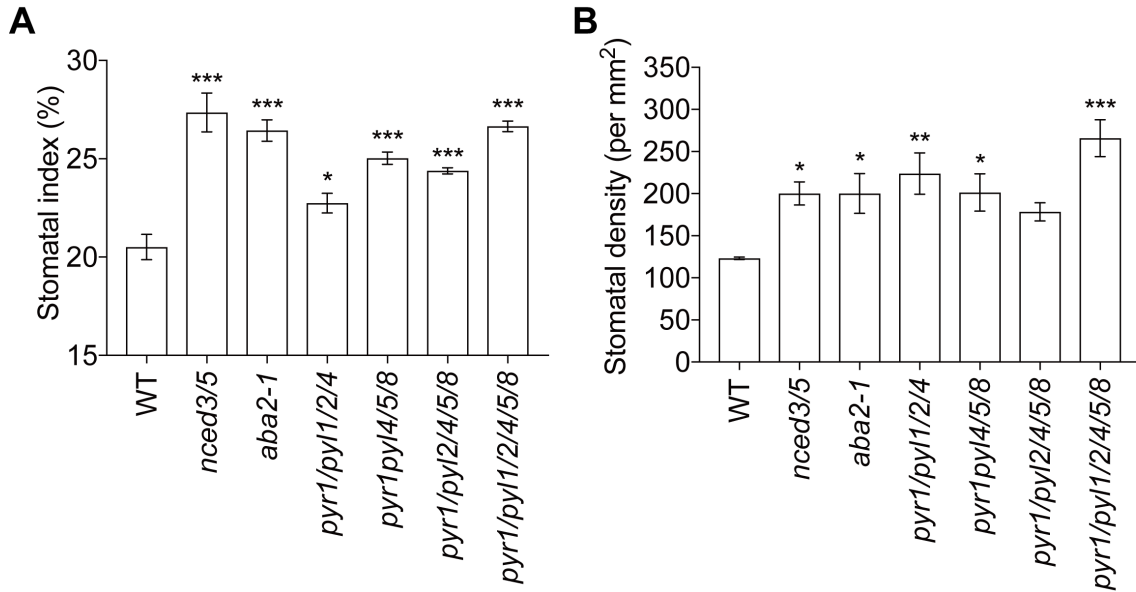 A
Stomatal index (%)
30
25
20
15
***
***
*
***
***
***
WT
nced3/5
aba2-1
pyr1/pyl1/2/4
pyr1pyl4/5/8
pyr1/pyl2/4/5/8
pyr1/pyl1/2/4/5/8
B
Stomatal density (per mm²)
350
300
250
200
150
100
50
0
*
*
**
*
***
WT
nced3/5
aba2-1
pyr1/pyl1/2/4
pyr1pyl4/5/8
pyr1/pyl2/4/5/8
pyr1/pyl1/2/4/5/8